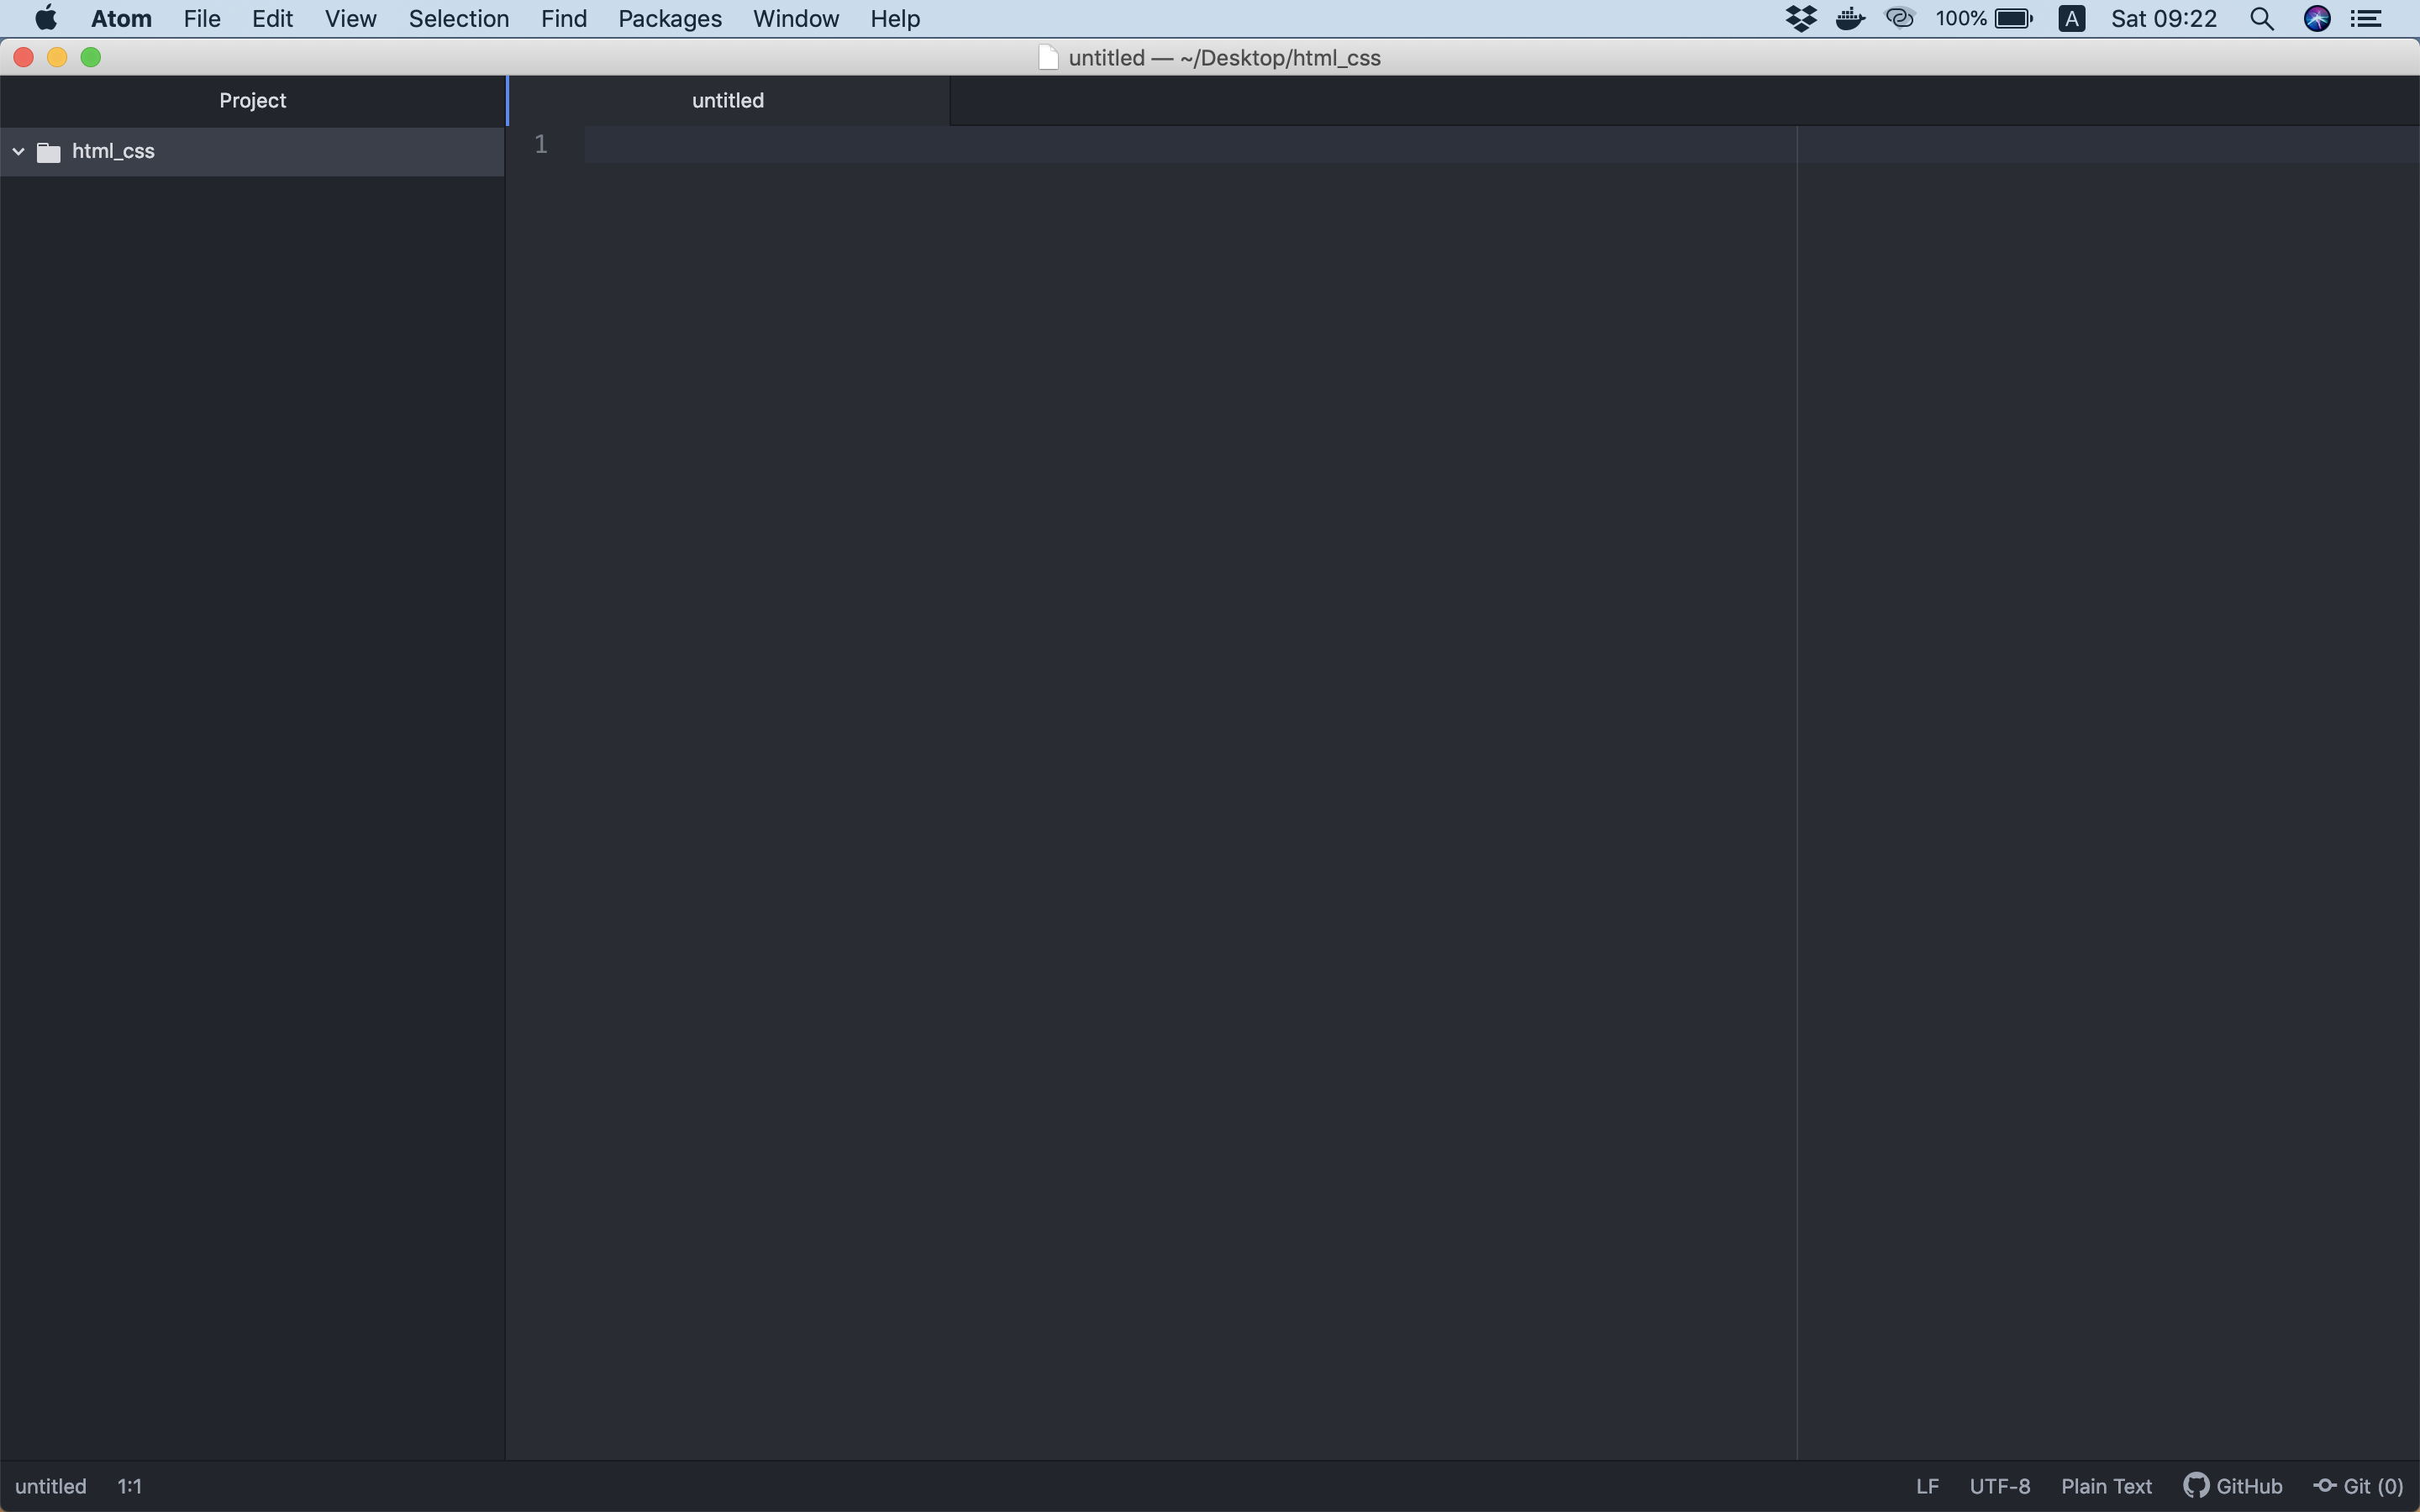 Atom File Edit View Selection Find Packages Window Help 100% A Sat 09:22
untitled — ~/Desktop/html_css
Project untitled
html_css 1
untitled 1:1 LF UTF-8 Plain Text GitHub Git (0)